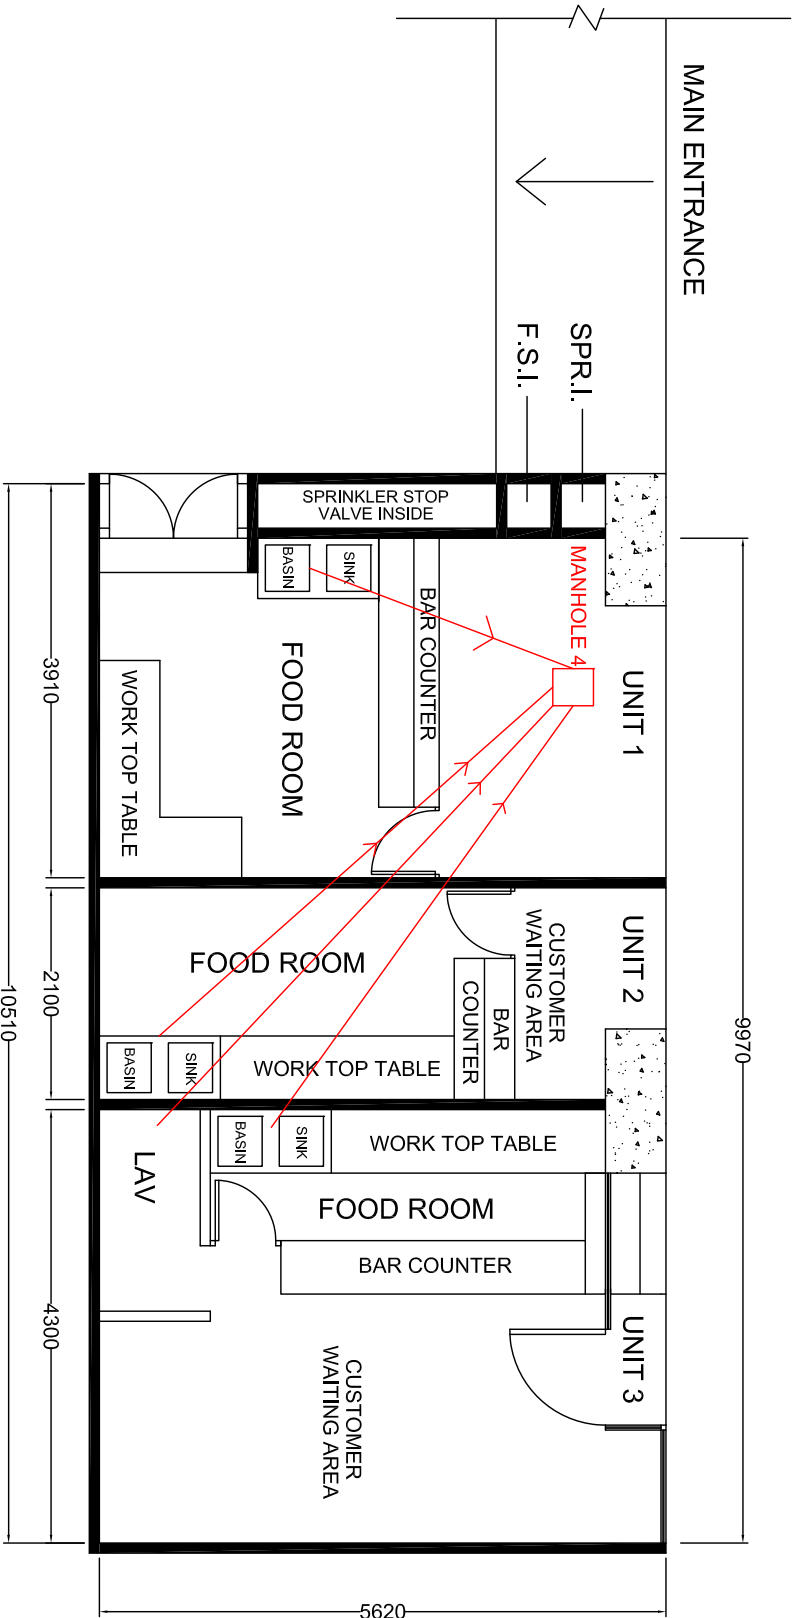 MAIN ENTRANCE
SPR.I.
F.S.I.
SPRINKLER STOP
VALVE INSIDE
MANHOLE 4
UNIT 1
BASIN
SINK
BAR COUNTER
FOOD ROOM
WORK TOP TABLE
3910
UNIT 2
CUSTOMER
WAITING AREA
BAR
COUNTER
FOOD ROOM
WORK TOP TABLE
SINK
BASIN
2100
10510
9970
WORK TOP TABLE
SINK
BASIN
LAV
FOOD ROOM
BAR COUNTER
UNIT 3
CUSTOMER
WAITING AREA
4300
5620